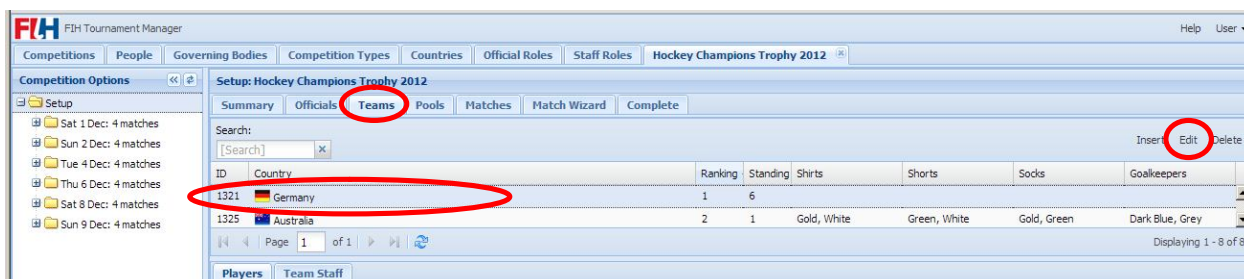 FIH FIH Tournament Manager Help User
Competitions People Governing Bodies Competition Types Countries Official Roles Staff Roles Hockey Champions Trophy 2012
Competition Options Setup: Hockey Champions Trophy 2012
Setup Summary Officials Teams Pools Matches Match Wizard Complete
Sat 1 Dec: 4 matches
Sun 2 Dec: 4 matches
Tue 4 Dec: 4 matches
Thu 6 Dec: 4 matches
Sat 8 Dec: 4 matches
Sun 9 Dec: 4 matches
Search:
[Search] Insert Edit Delete
ID Country Ranking Standing Shirts Shorts Socks Goalkeepers
1321 Germany 1 6
1325 Australia 2 1 Gold, White Green, White Gold, Green Dark Blue, Grey
Page 1 of 1 Displaying 1 - 8 of 8
Players Team Staff